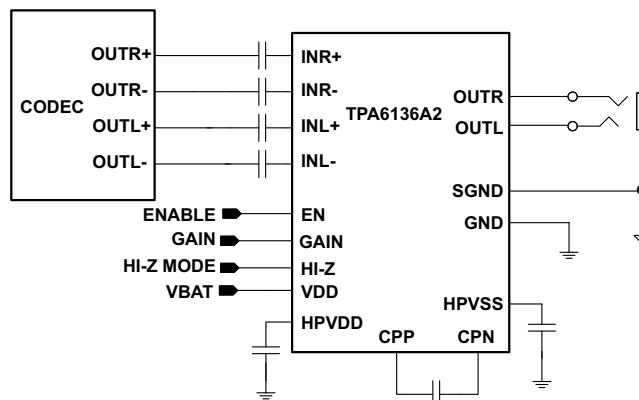 CODEC
OUTR+
OUTR-
OUTL+
OUTL-
INR+
INR-
INL+
INL-
TPA6136A2
OUTR
OUTL
SGND
GND
ENABLE
EN
GAIN
GAIN
HI-Z MODE
HI-Z
VBAT
VDD
HPVDD
HPVSS
CPP
CPN